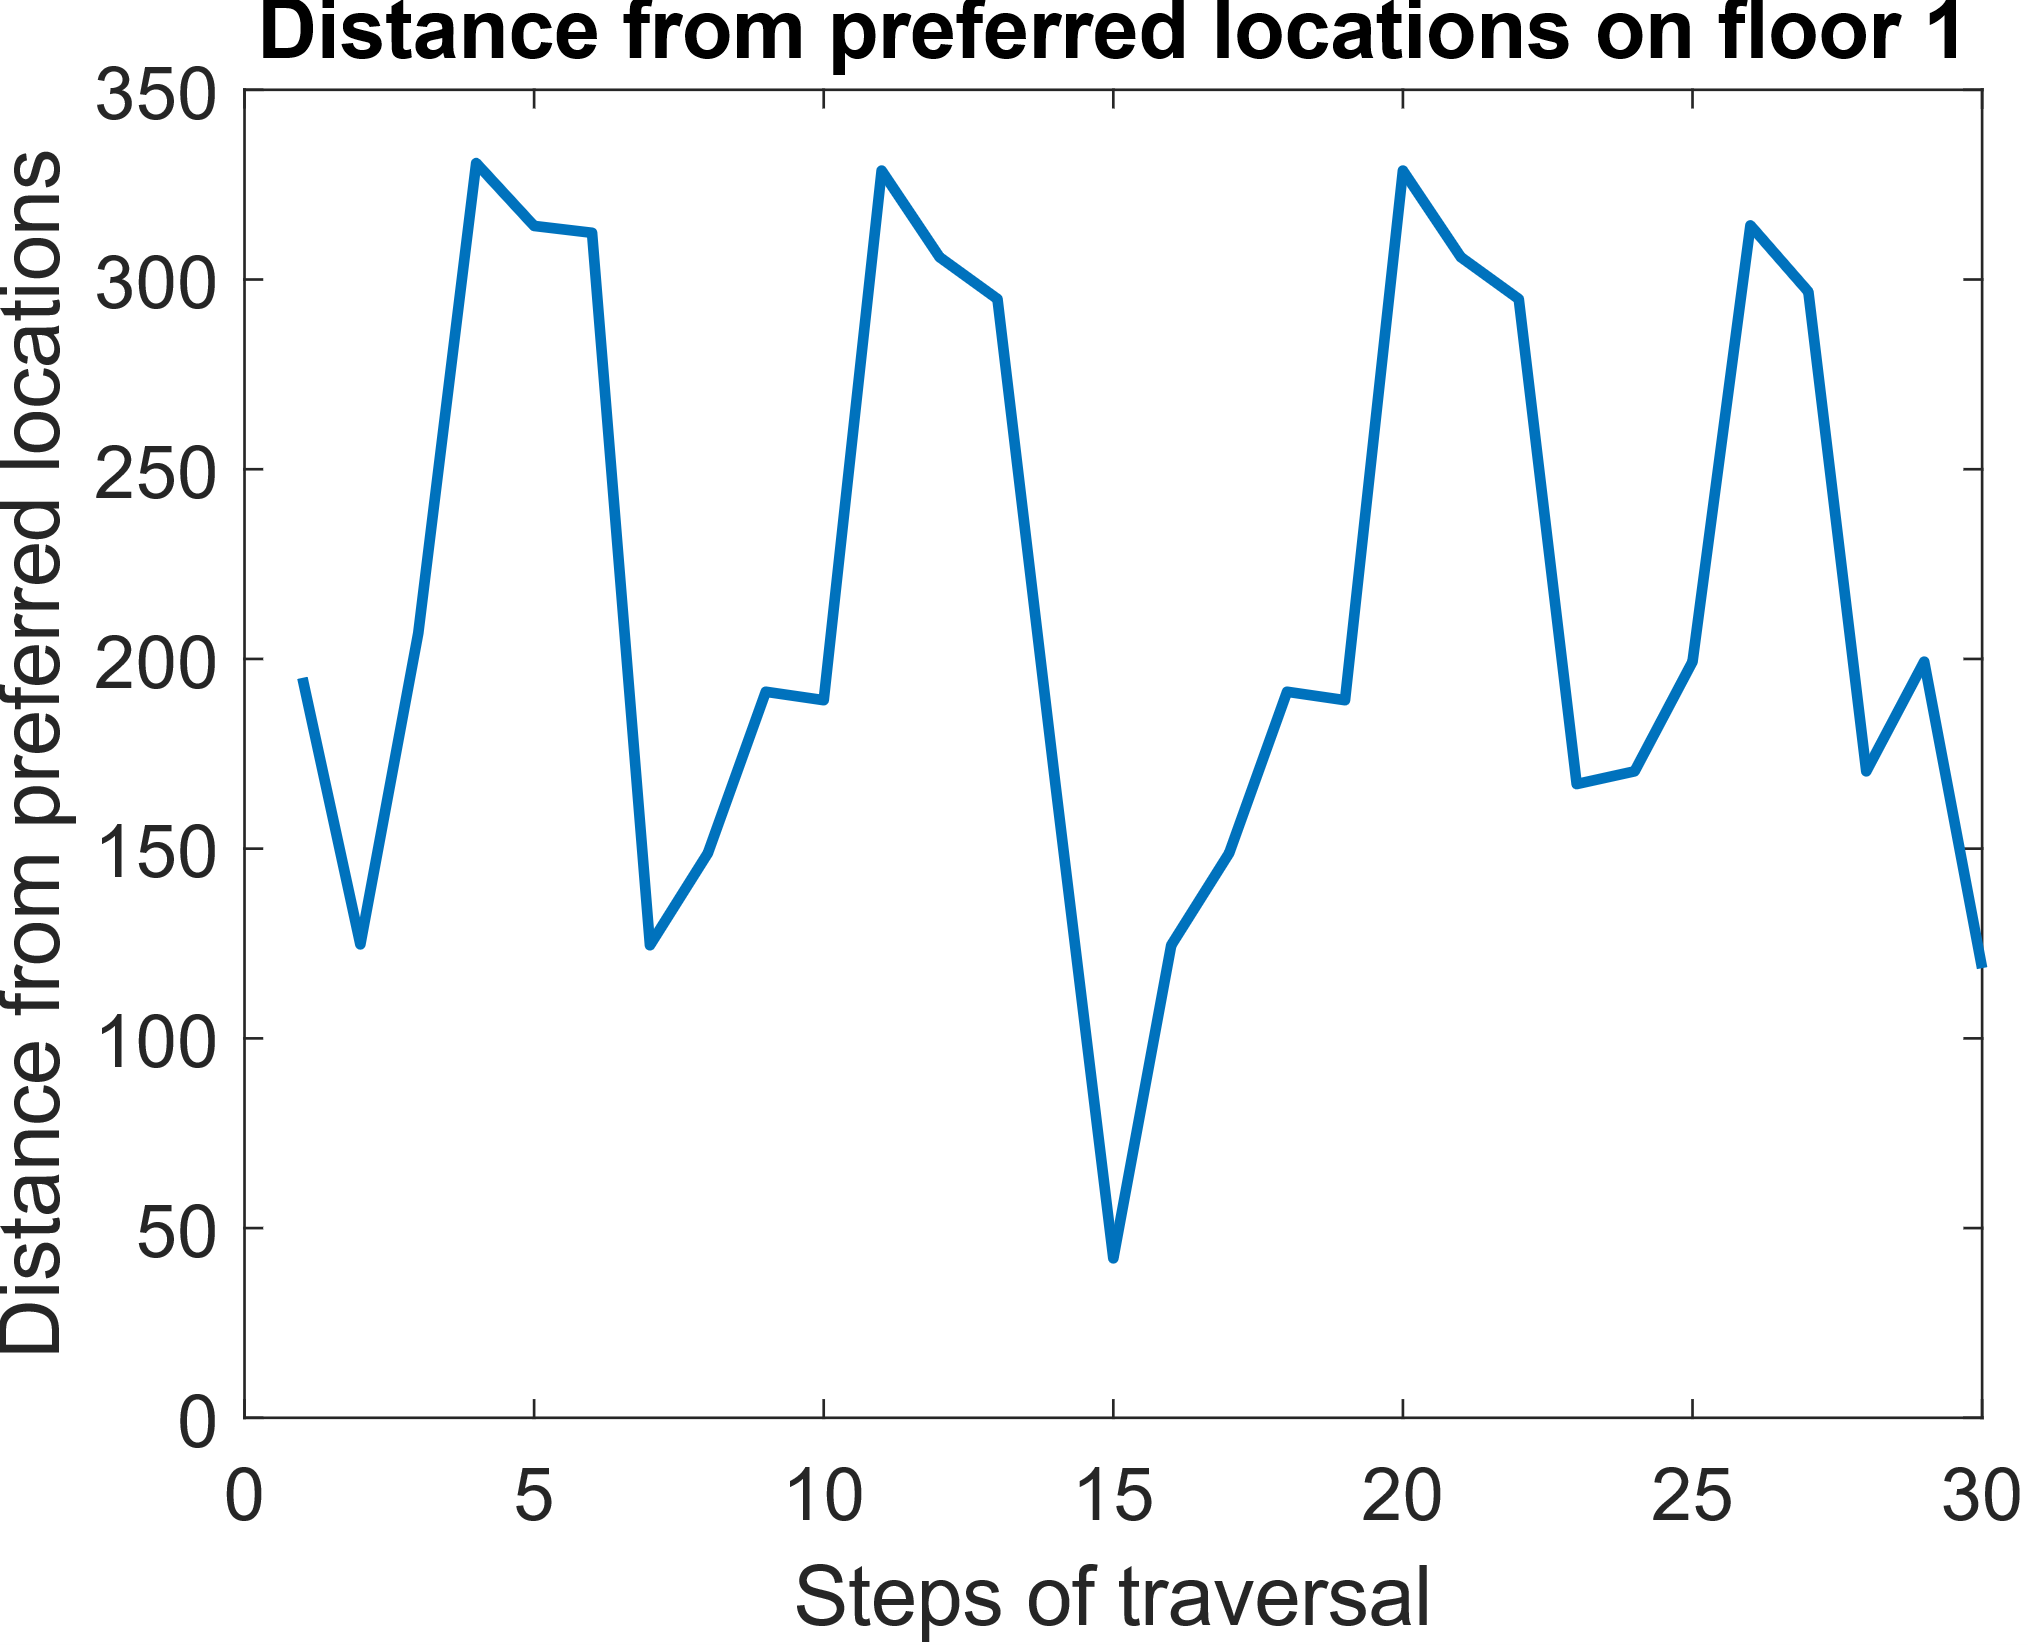 Distance from preferred locations on floor 1
Distance from preferred locations
350
300
250
200
150
100
50
0
0 5 10 15 20 25 30
Steps of traversal